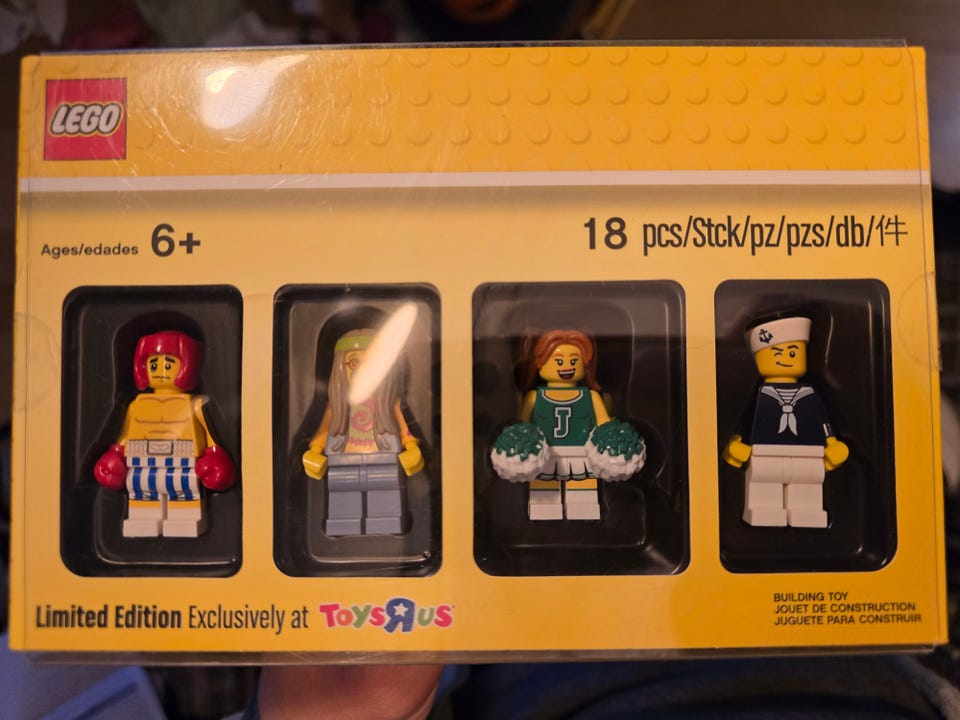 LEGO
Ages/edades 6+
18 pcs/Stck/pz/pzs/db/件
J
Limited Edition Exclusively at TOYSRUS
BUILDING TOY
JOUET DE CONSTRUCTION
JUGUETE PARA CONSTRUIR